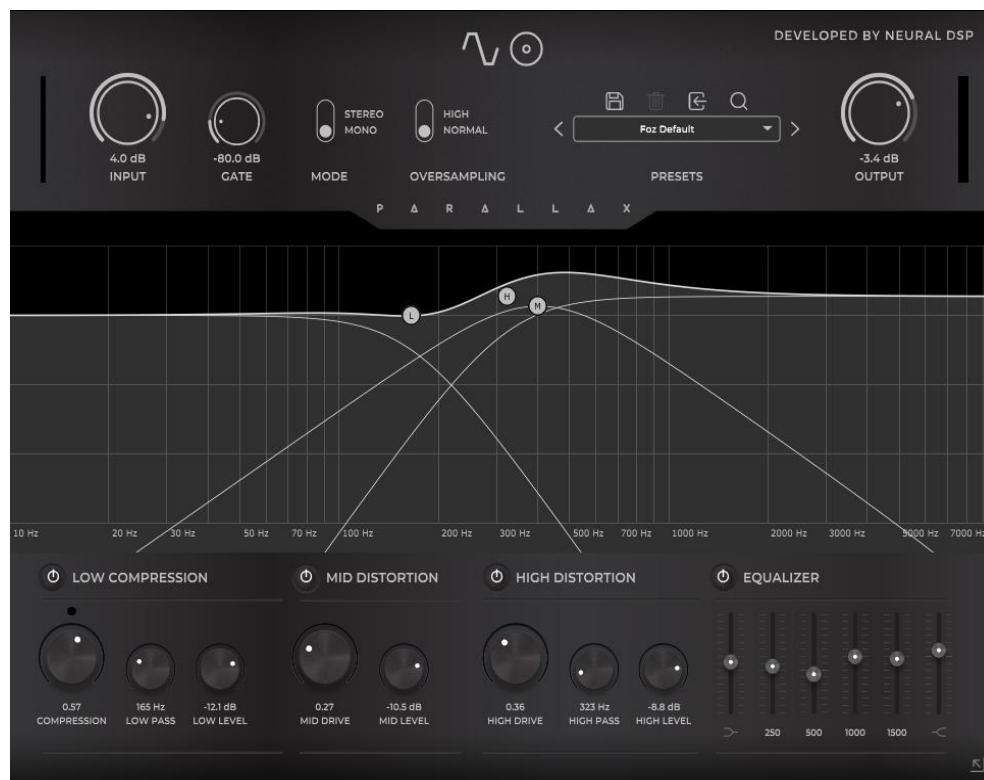 DEVELOPED BY NEURAL DSP
STEREO
MONO
HIGH
NORMAL
Foz Default
4.0 dB
INPUT
-80.0 dB
GATE
MODE
OVERSAMPLING
PRESETS
-3.4 dB
OUTPUT
P A R A L L A X
H
M
L
10 Hz 20 Hz 30 Hz 50 Hz 70 Hz 100 Hz 200 Hz 300 Hz 500 Hz 700 Hz 1000 Hz 2000 Hz 3000 Hz 5000 Hz 7000 Hz
LOW COMPRESSION MID DISTORTION HIGH DISTORTION EQUALIZER
0.57 165 Hz -12.1 dB 0.27 -10.5 dB 0.36 323 Hz -8.8 dB
COMPRESSION LOW PASS LOW LEVEL MID DRIVE MID LEVEL HIGH DRIVE HIGH PASS HIGH LEVEL
250 500 1000 1500